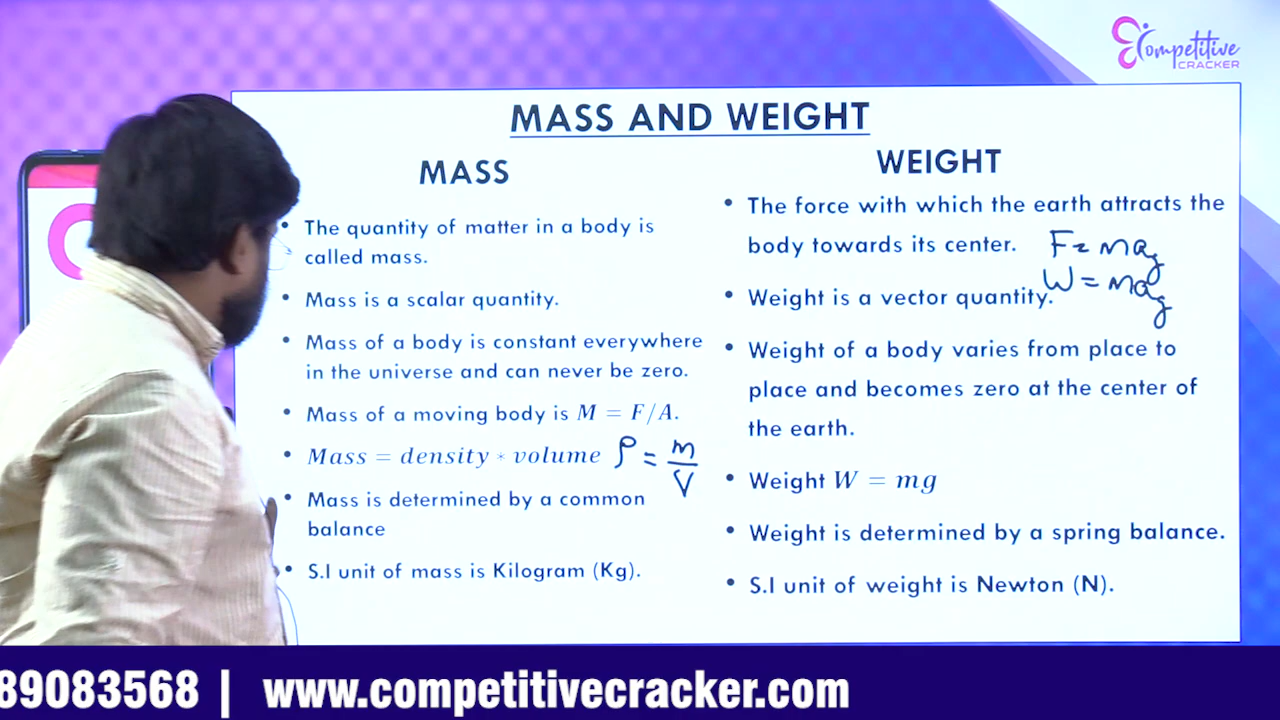 Competitive
CRACKER
MASS AND WEIGHT
MASS
• The quantity of matter in a body is
called mass.
• Mass is a scalar quantity.
• Mass of a body is constant everywhere
in the universe and can never be zero.
• Mass of a moving body is M = F/A.
• Mass = density * volume ρ = m/V
• Mass is determined by a common
balance
• S.I unit of mass is Kilogram (Kg).
WEIGHT
• The force with which the earth attracts the
body towards its center.
F = mag
W = mag
• Weight is a vector quantity.
• Weight of a body varies from place to
place and becomes zero at the center of
the earth.
• Weight W = mg
• Weight is determined by a spring balance.
• S.I unit of weight is Newton (N).
89083568 | www.competitivecracker.com